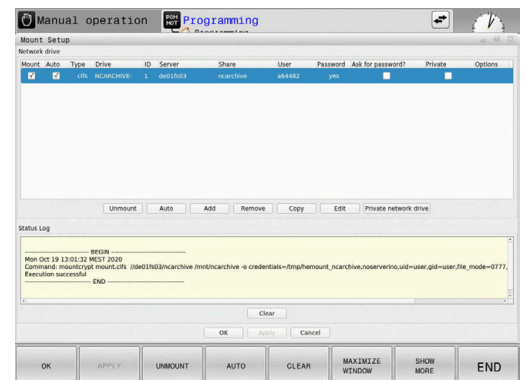 Manual operation
PGM MGT Programming
Programming
Mount Setup
Network drive
Mount Auto Type Drive ID Server Share User Password Ask for password? Private Options
cifs NCARCHIVE: 1 de01fs03 ncarchive a64482 yes
Unmount Auto Add Remove Copy Edit Private network drive
Status Log
---------------------- BEGIN --------------------------
Mon Oct 19 13:01:32 MEST 2020
Command: mountcrypt mount.cifs //de01fs03/ncarchive /mnt/ncarchive -o credentials=/tmp/hemount_ncarchive,noserverino,uid=user,gid=user,file_mode=0777,
Execution successful
----------------------- END --------------------------
Clear
OK Apply Cancel
OK APPLY UNMOUNT AUTO CLEAR MAXIMIZE WINDOW SHOW MORE END